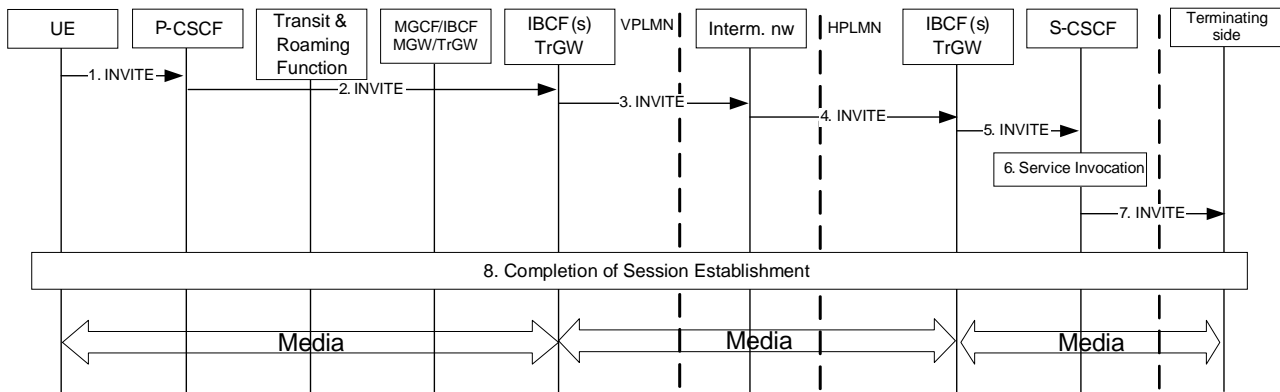 UE
P-CSCF
Transit &
Roaming
Function
MGCF/IBCF
MGW/TrGW
IBCF (s)
TrGW
VPLMN
Interm. nw
HPLMN
IBCF (s)
TrGW
S-CSCF
Terminating
side
1. INVITE
2. INVITE
3. INVITE
4. INVITE
5. INVITE
6. Service Invocation
7. INVITE
8. Completion of Session Establishment
Media
Media
Media